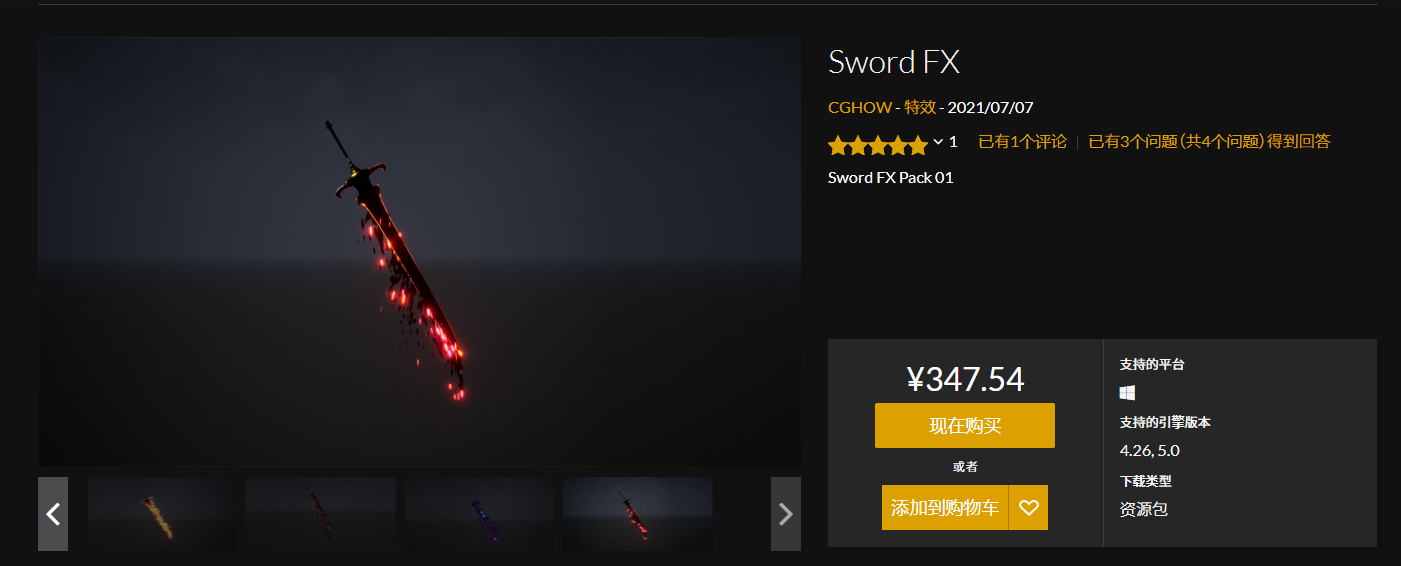 Sword FX
CGHOW - 特效 - 2021/07/07
1 已有1个评论 | 已有3个问题(共4个问题)得到回答
Sword FX Pack 01
¥347.54
现在购买
或者
添加到购物车
支持的平台
支持的引擎版本
4.26, 5.0
下载类型
资源包